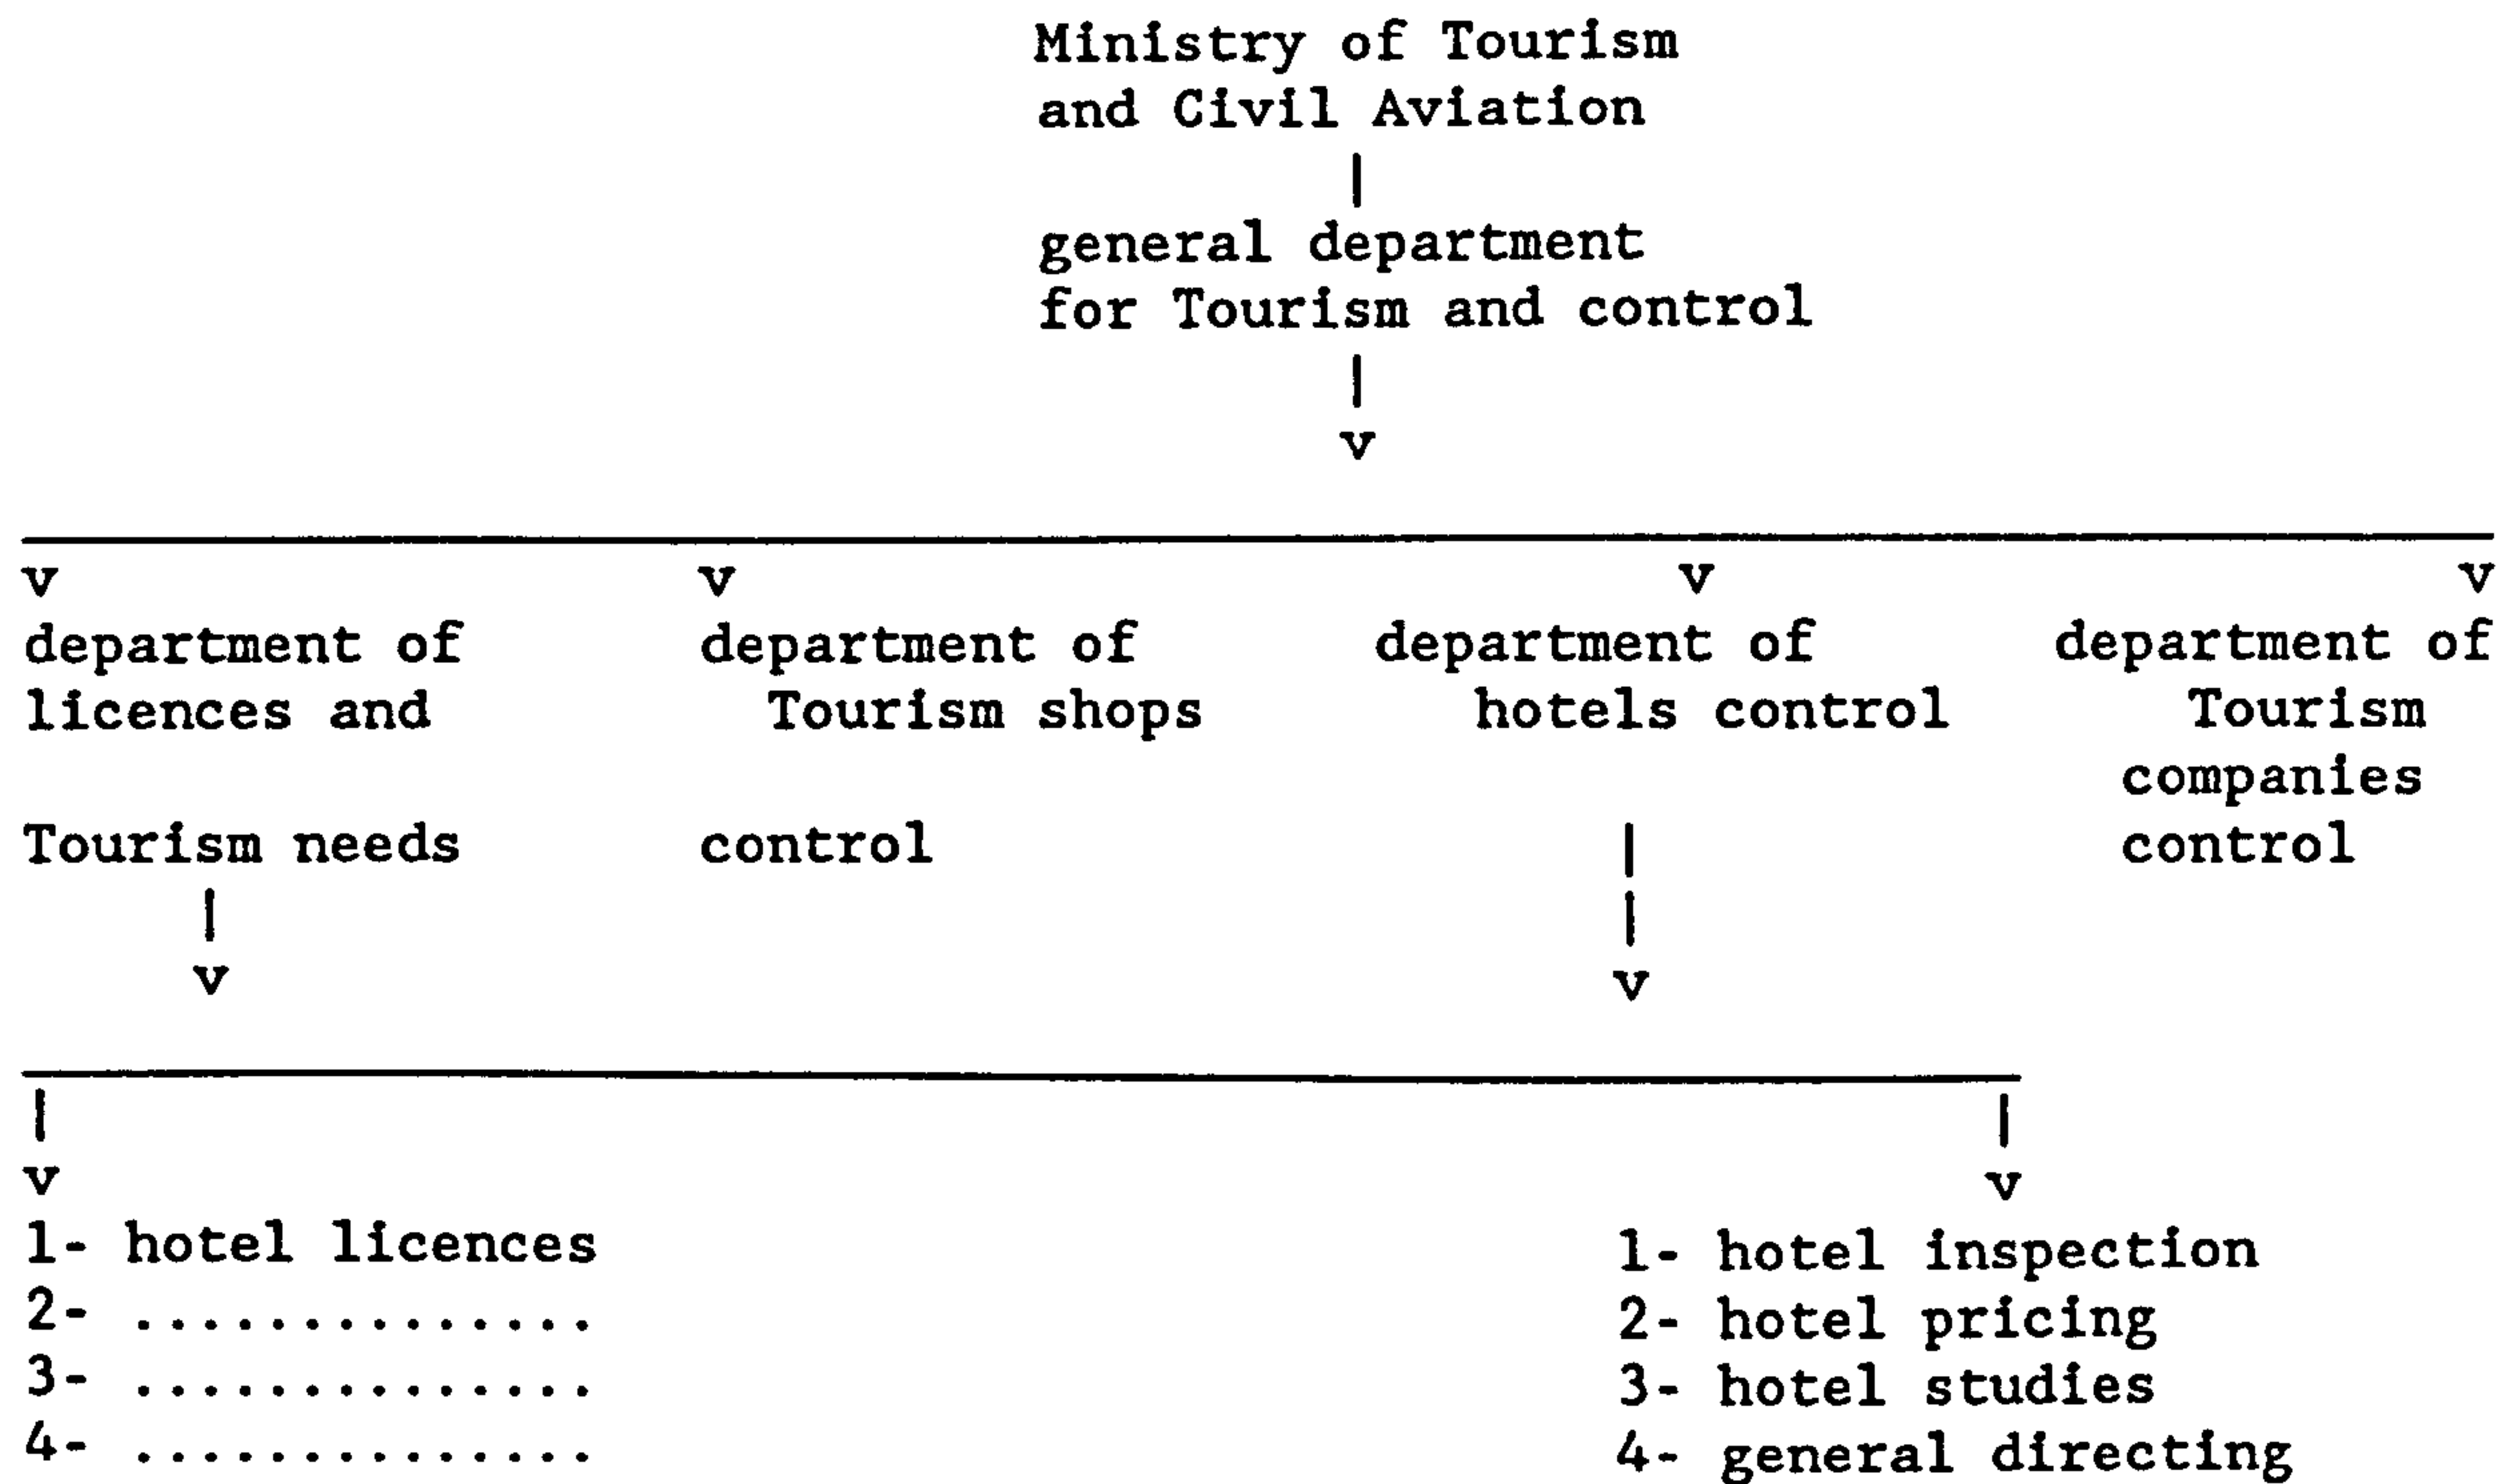 Ministry of Tourism
and Civil Aviation
|
general department
for Tourism and control
|
v
v v v v
department of department of department of department of
licences and Tourism shops hotels control Tourism
companies
Tourism needs control | control
| |
v v
| |
v v
1- hotel licences 1- hotel inspection
2- .............. 2- hotel pricing
3- .............. 3- hotel studies
4- .............. 4- general directing